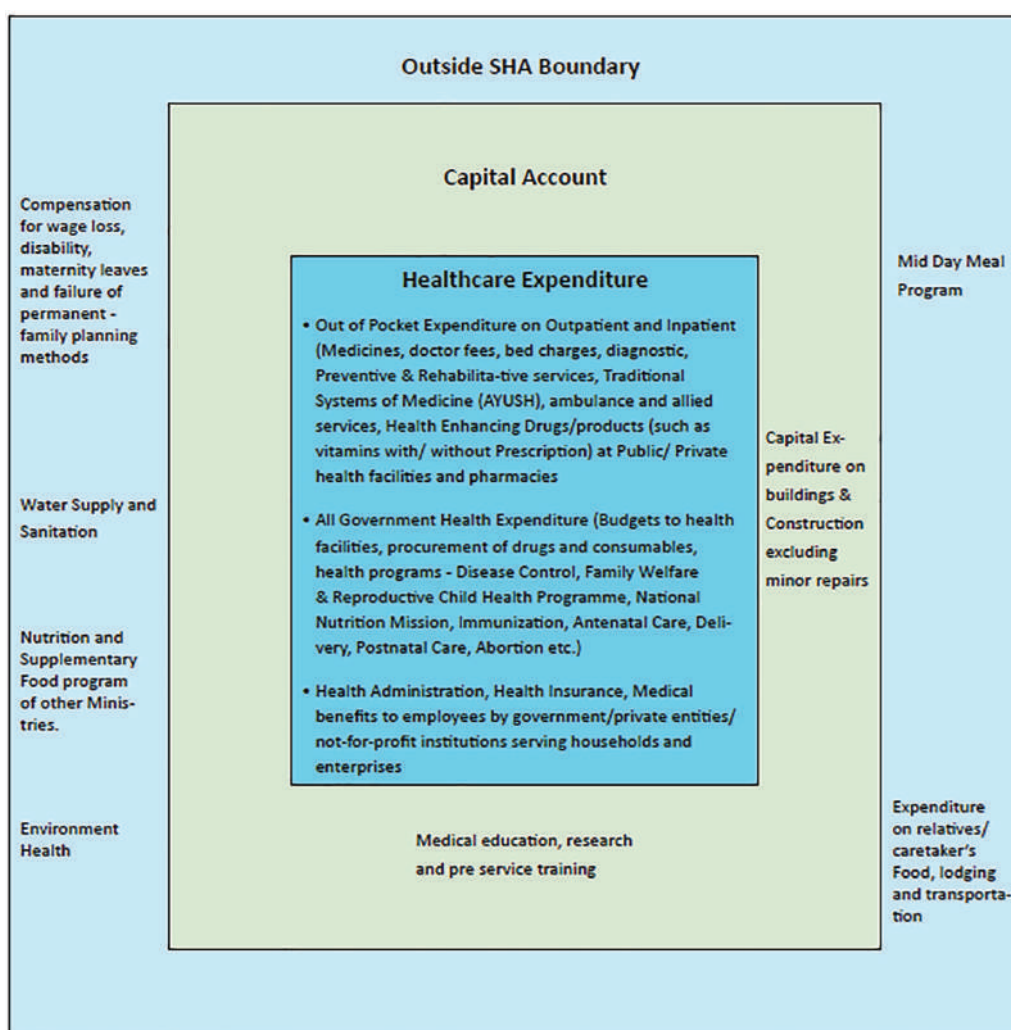 Outside SHA Boundary
Capital Account
Compensation
for wage loss,
disability,
maternity leaves
and failure of
permanent -
family planning
methods
Water Supply and
Sanitation
Nutrition and
Supplementary
Food program
of other Minis-
tries.
Environment
Health
Healthcare Expenditure
• Out of Pocket Expenditure on Outpatient and Inpatient
(Medicines, doctor fees, bed charges, diagnostic,
Preventive & Rehabilita-tive services, Traditional
Systems of Medicine (AYUSH), ambulance and allied
services, Health Enhancing Drugs/products (such as
vitamins with/ without Prescription) at Public/ Private
health facilities and pharmacies
• All Government Health Expenditure (Budgets to health
facilities, procurement of drugs and consumables,
health programs - Disease Control, Family Welfare
& Reproductive Child Health Programme, National
Nutrition Mission, Immunization, Antenatal Care, Deli-
very, Postnatal Care, Abortion etc.)
• Health Administration, Health Insurance, Medical
benefits to employees by government/private entities/
not-for-profit institutions serving households and
enterprises
Capital Ex-
penditure on
buildings &
Construction
excluding
minor repairs
Medical education, research
and pre service training
Mid Day Meal
Program
Expenditure
on relatives/
caretaker's
Food, lodging
and transporta-
tion